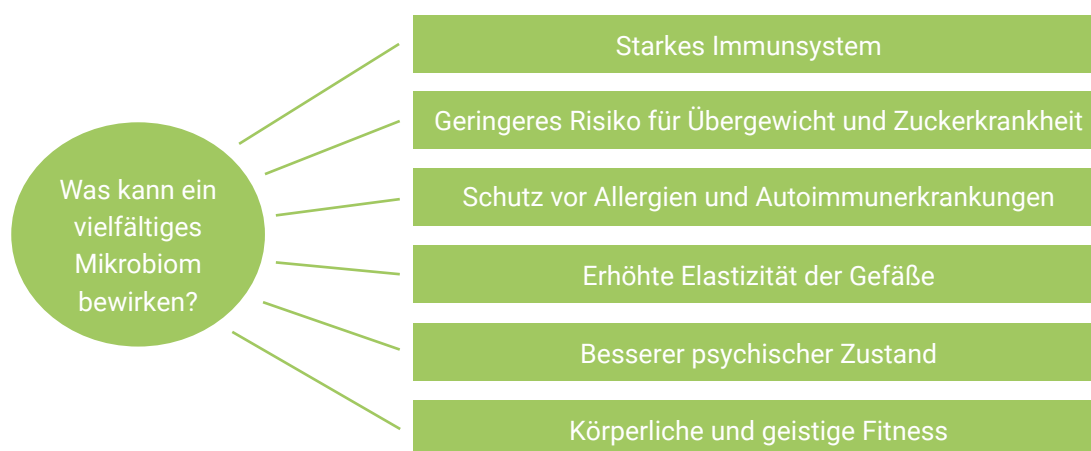 Was kann ein
vielfältiges
Mikrobiom
bewirken?
Starkes Immunsystem
Geringeres Risiko für Übergewicht und Zuckerkrankheit
Schutz vor Allergien und Autoimmunerkrankungen
Erhöhte Elastizität der Gefäße
Besserer psychischer Zustand
Körperliche und geistige Fitness